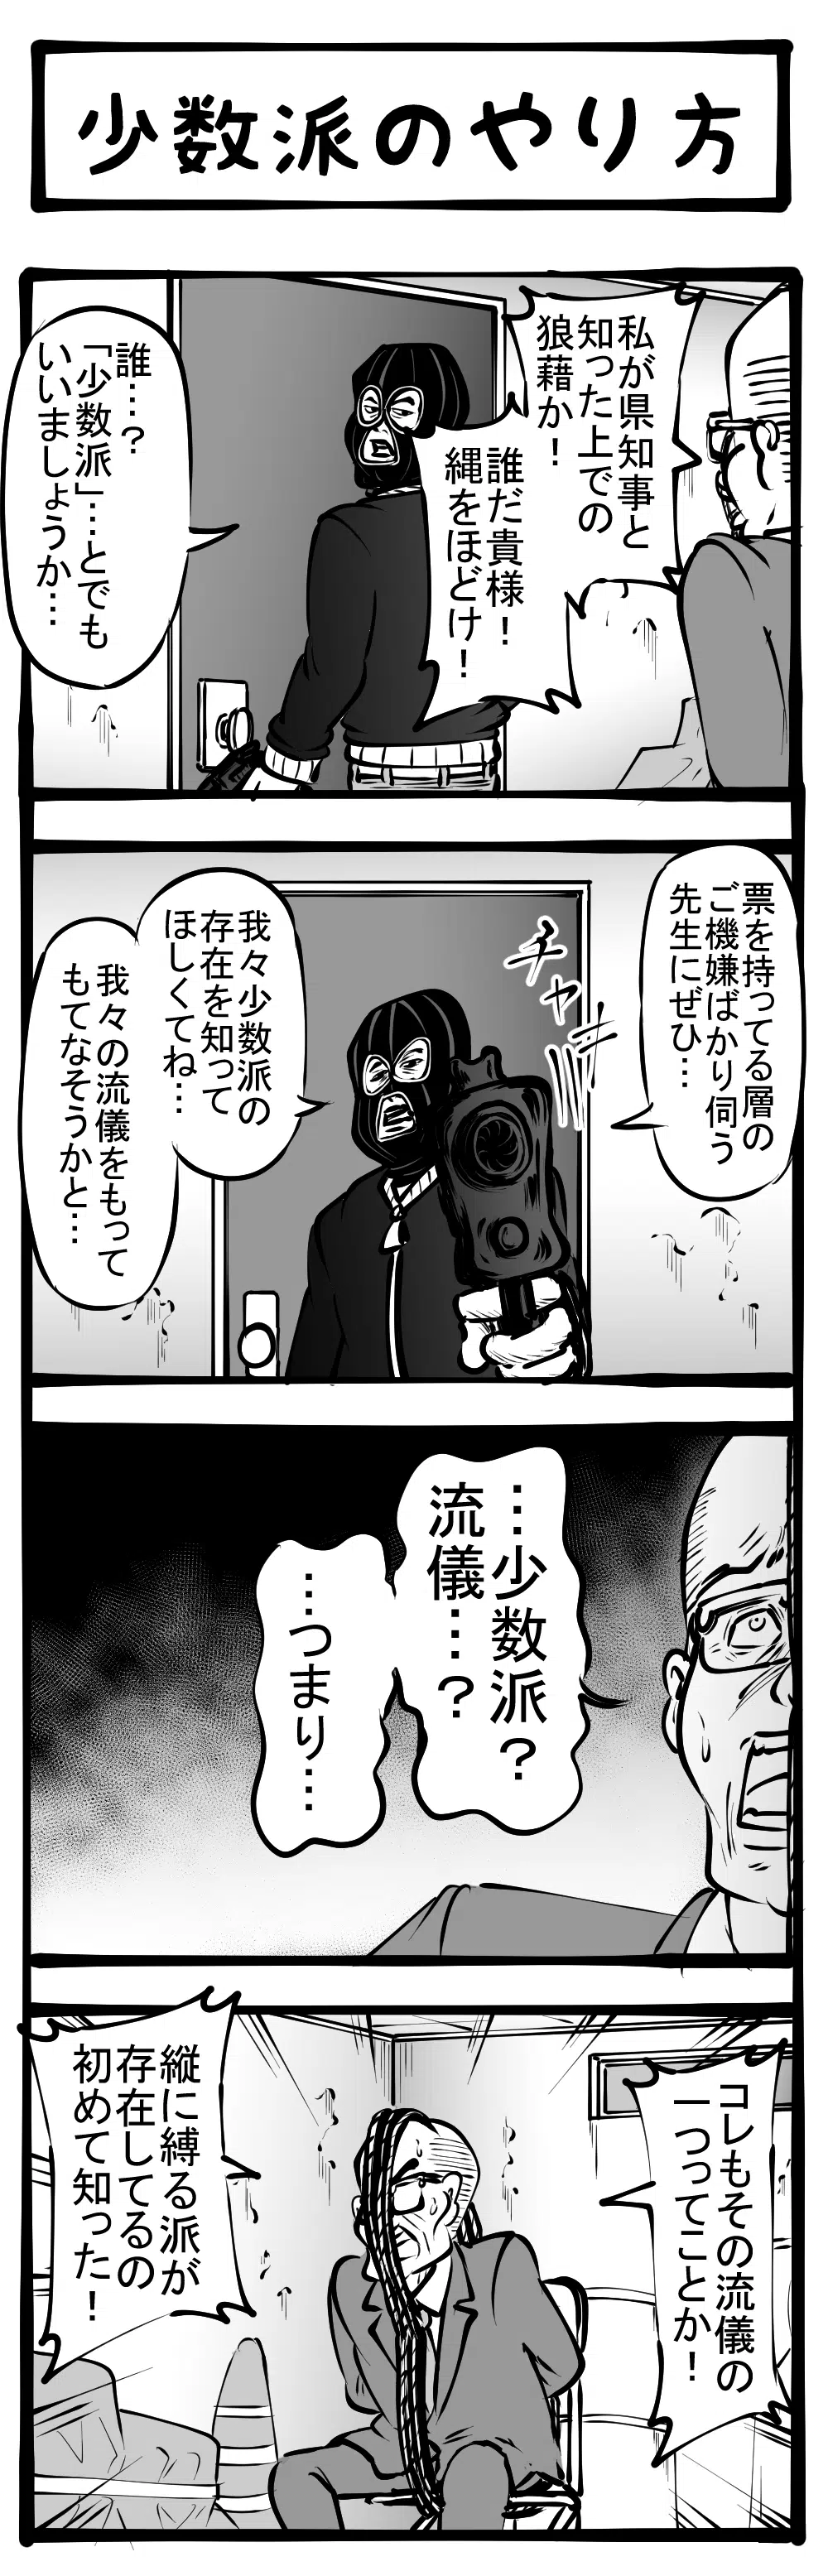 少数派のやり方
私が県知事と
知った上での
狼藉か！
誰だ貴様！
縄をほどけ！
誰…？
「少数派」…とでも
いいましょうか…
票を持ってる層の
ご機嫌ばかり伺う
先生にぜひ…
チャキ
我々少数派の
存在を知って
ほしくてね…
我々の流儀をもって
もてなそうかと…
…少数派？
流儀…？
…つまり…
コレもその流儀の
一つってことか！
縦に縛る派が
存在してるの
初めて知った！